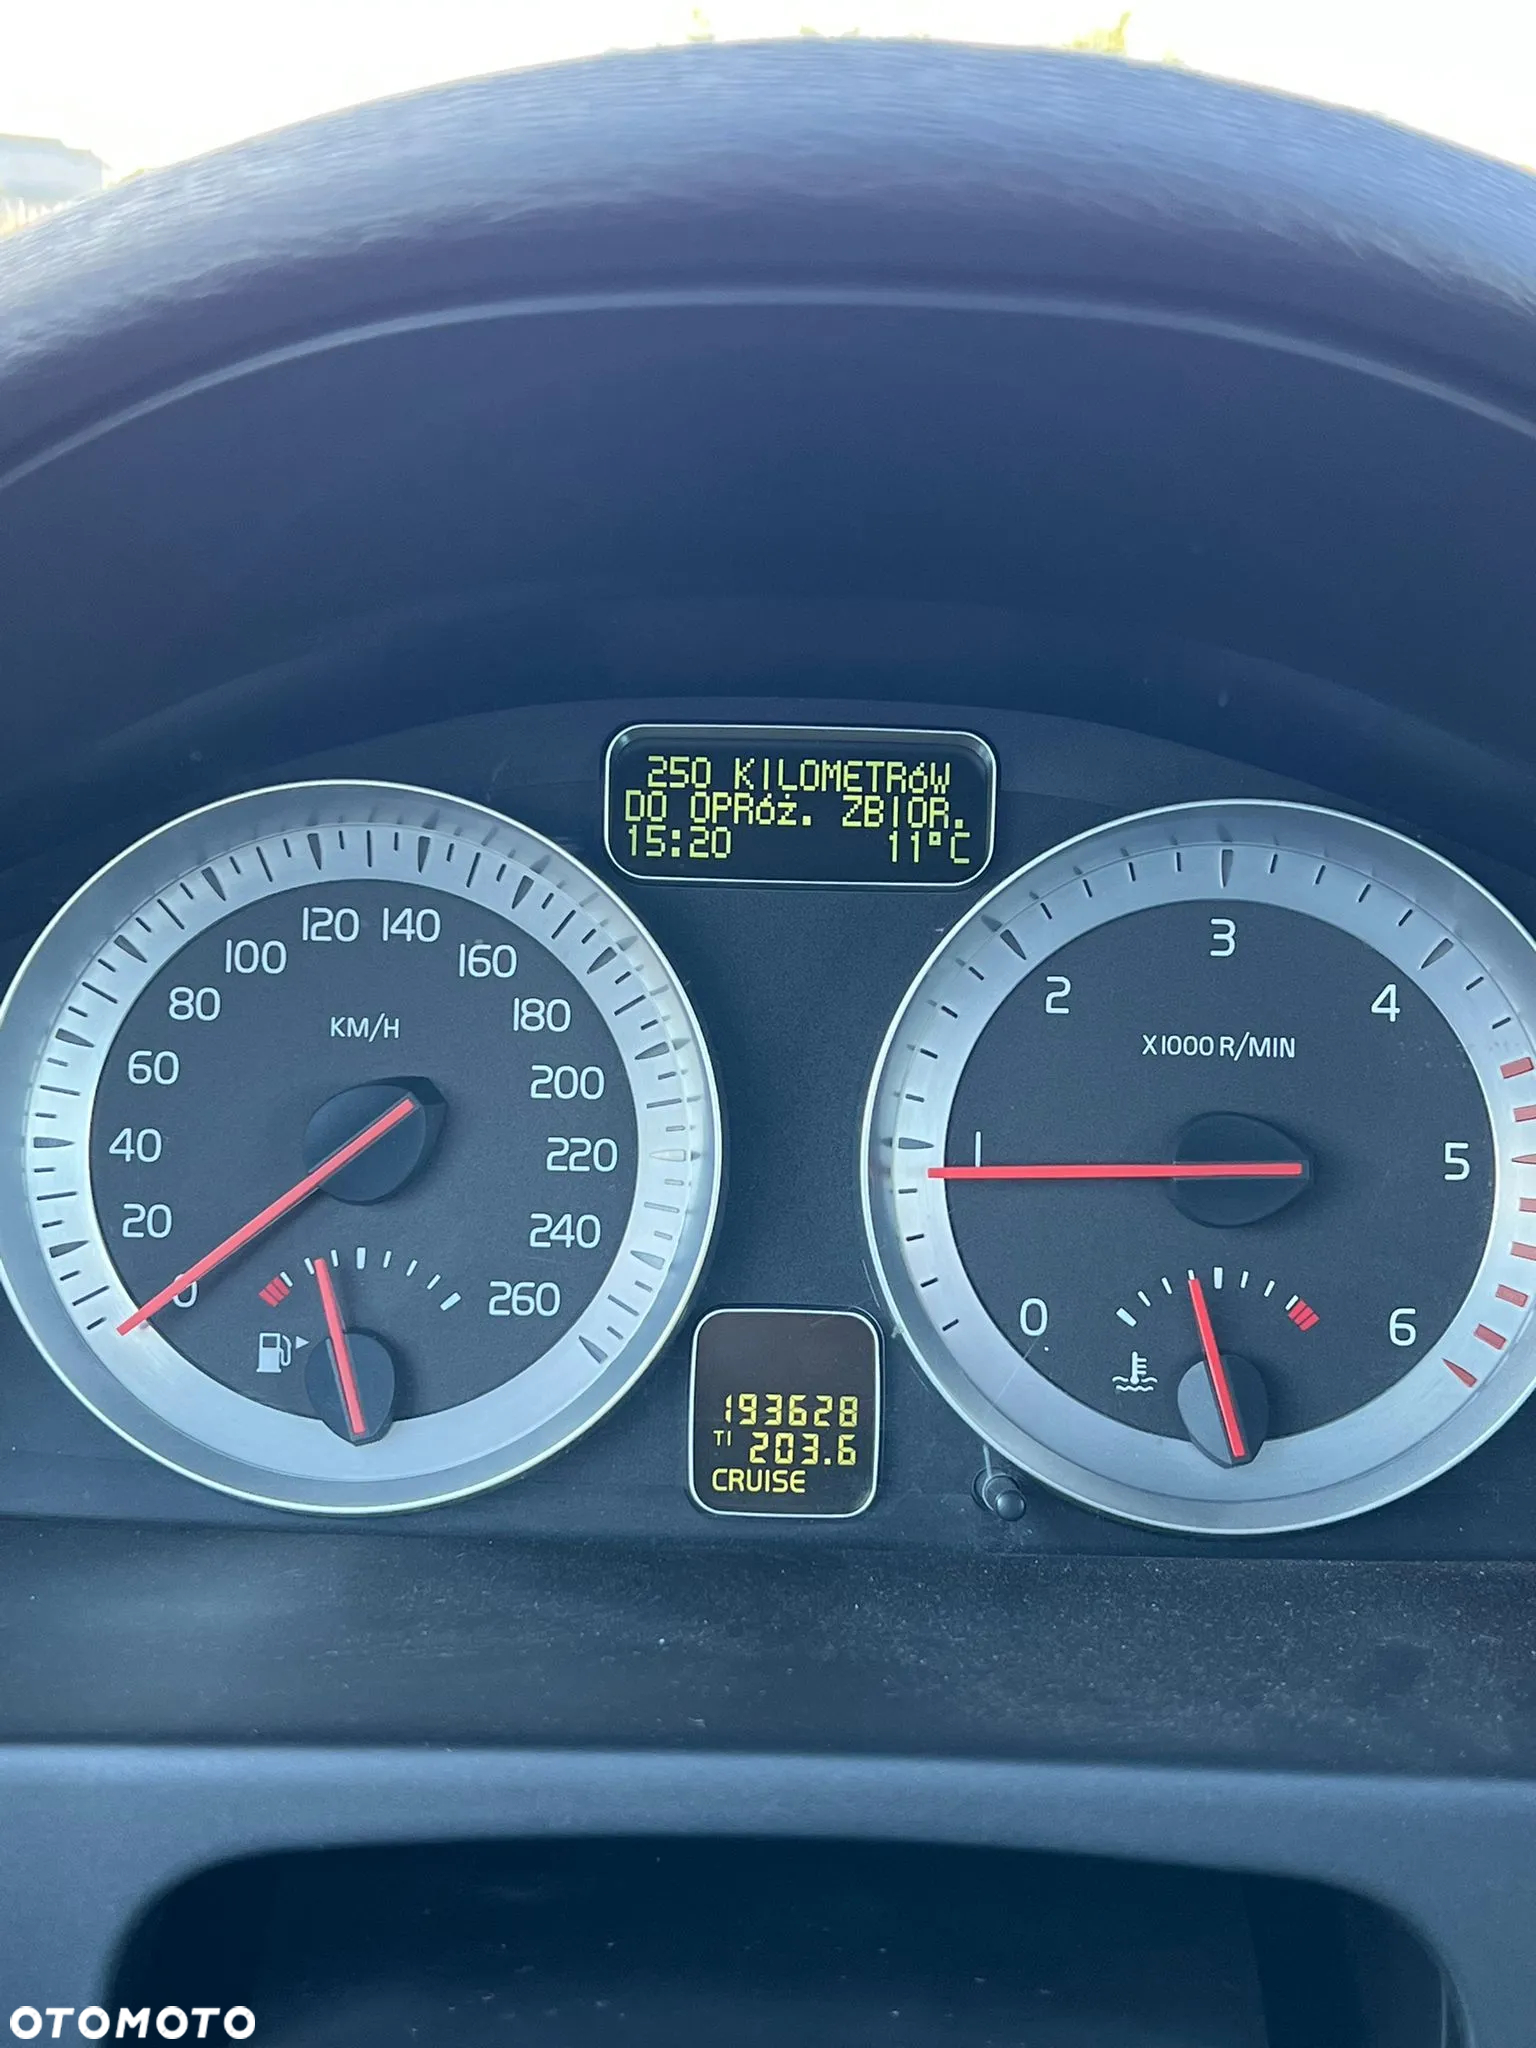 250 KILOMETRÓW
DO OPRÓŻ. ZBIOR.
15:20 11°C
0 20 40 60 80 100 120 140 160 180 200 220 240 260
KM/H
0 1 2 3 4 5 6
X1000 R/MIN
193628
T1 203.6
CRUISE
OTOMOTO